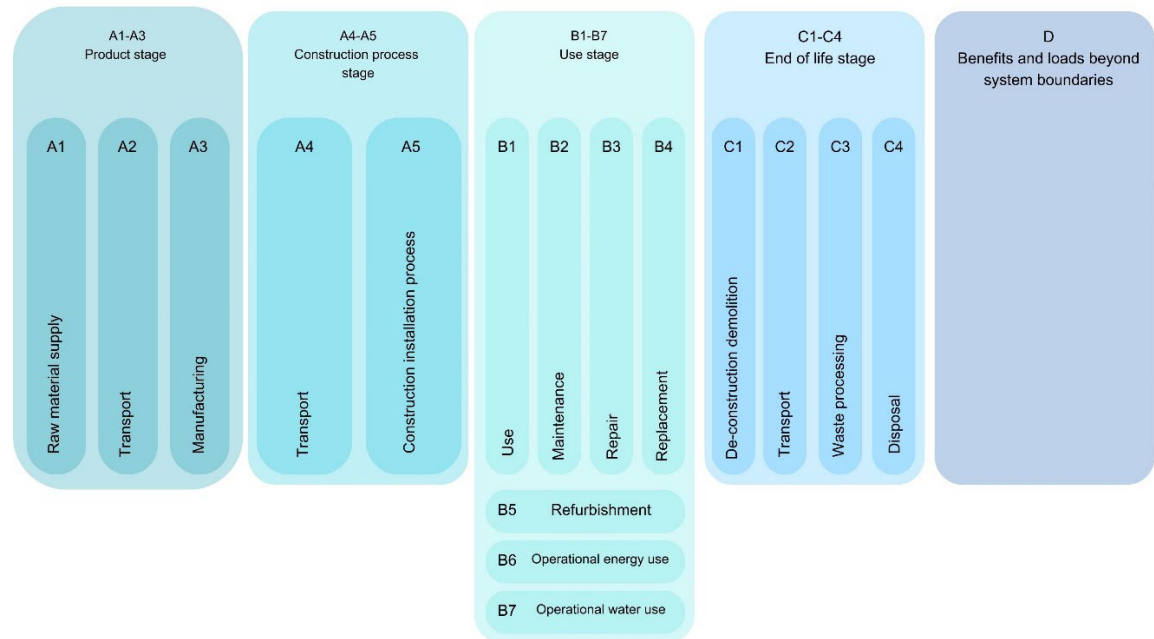 A1-A3
Product stage
A4-A5
Construction process
stage
B1-B7
Use stage
C1-C4
End of life stage
D
Benefits and loads beyond
system boundaries
A1
Raw material supply
A2
Transport
A3
Manufacturing
A4
Transport
A5
Construction installation process
B1
Use
B2
Maintenance
B3
Repair
B4
Replacement
B5
Refurbishment
B6
Operational energy use
B7
Operational water use
C1
De-construction demolition
C2
Transport
C3
Waste processing
C4
Disposal